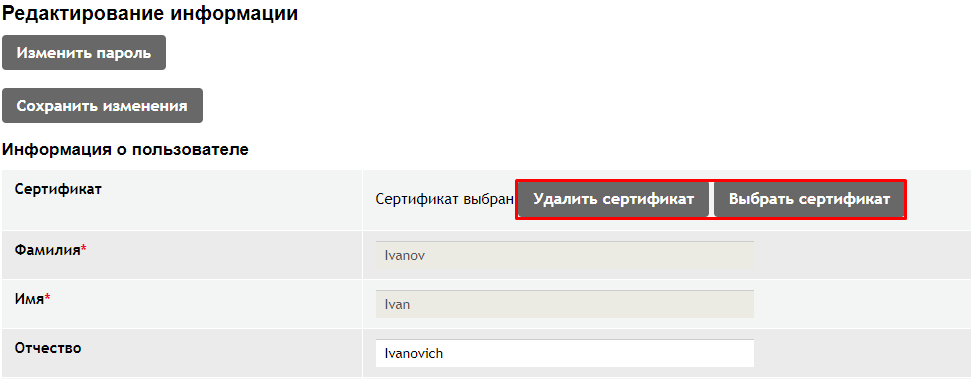 Редактирование информации
Изменить пароль
Сохранить изменения
Информация о пользователе
Сертификат
Сертификат выбран Удалить сертификат Выбрать сертификат
Фамилия* Ivanov
Имя* Ivan
Отчество Ivanovich